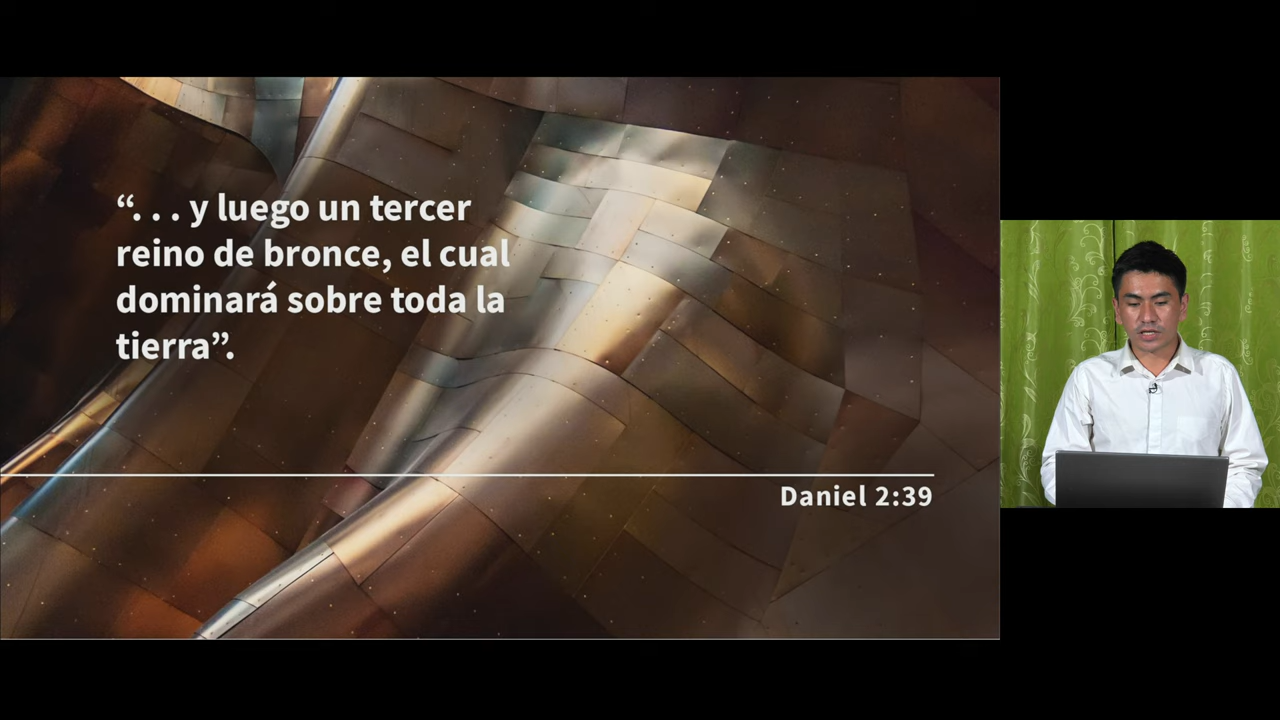 “. . . y luego un tercer
reino de bronce, el cual
dominará sobre toda la
tierra”.
Daniel 2:39